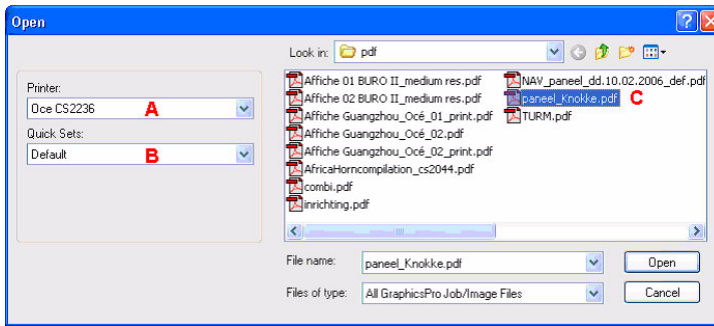 Open
Look in: pdf
Printer:
Oce CS2236 A
Quick Sets:
Default B
Affiche 01 BURO II_medium res.pdf
Affiche 02 BURO II_medium res.pdf
Affiche Guangzhou_Océ_01_print.pdf
Affiche Guangzhou_Océ_02.pdf
Affiche Guangzhou_Océ_02_print.pdf
AfricaHorncompilation_cs2044.pdf
combi.pdf
inrichting.pdf
NAV_paneel_dd.10.02.2006_def.pdf
paneel_Knokke.pdf C
TURM.pdf
File name: paneel_Knokke.pdf Open
Files of type: All GraphicsPro Job/Image Files Cancel